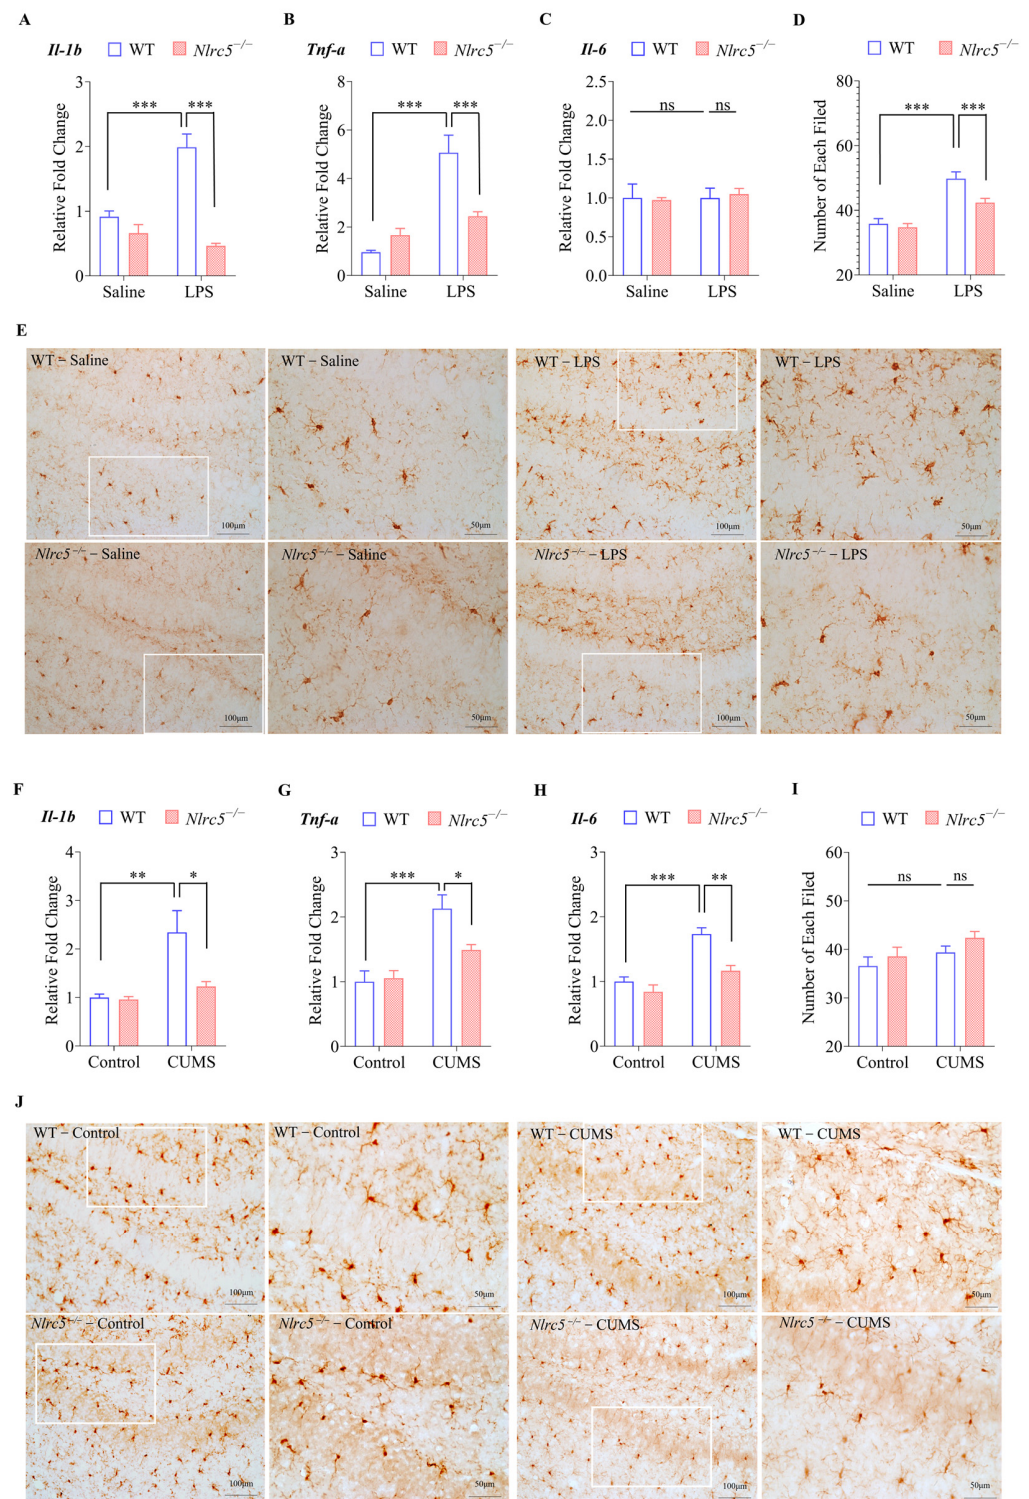 A
B
C
D
Il-1b WT Nlrc5−/−
Tnf-a WT Nlrc5−/−
Il-6 WT Nlrc5−/−
WT Nlrc5−/−
Relative Fold Change
3
2
1
0
*** ***
Saline LPS
Relative Fold Change
8
6
4
2
0
*** ***
Saline LPS
Relative Fold Change
2.5
2.0
1.5
1.0
0.5
0.0
ns ns
Saline LPS
Number of Each Filed
80
60
40
20
*** ***
Saline LPS
E
WT – Saline
100μm
WT – Saline
50μm
WT – LPS
100μm
WT – LPS
50μm
Nlrc5−/− – Saline
100μm
Nlrc5−/− – Saline
50μm
Nlrc5−/− – LPS
100μm
Nlrc5−/− – LPS
50μm
F
G
H
I
Il-1b WT Nlrc5−/−
Tnf-a WT Nlrc5−/−
Il-6 WT Nlrc5−/−
WT Nlrc5−/−
Relative Fold Change
4
3
2
1
0
** *
Control CUMS
Relative Fold Change
3
2
1
0
*** *
Control CUMS
Relative Fold Change
3
2
1
0
*** **
Control CUMS
Number of Each Filed
60
50
40
30
20
ns ns
Control CUMS
J
WT – Control
100μm
WT – Control
50μm
WT – CUMS
100μm
WT – CUMS
50μm
Nlrc5−/− – Control
100μm
Nlrc5−/− – Control
50μm
Nlrc5−/− – CUMS
100μm
Nlrc5−/− – CUMS
50μm